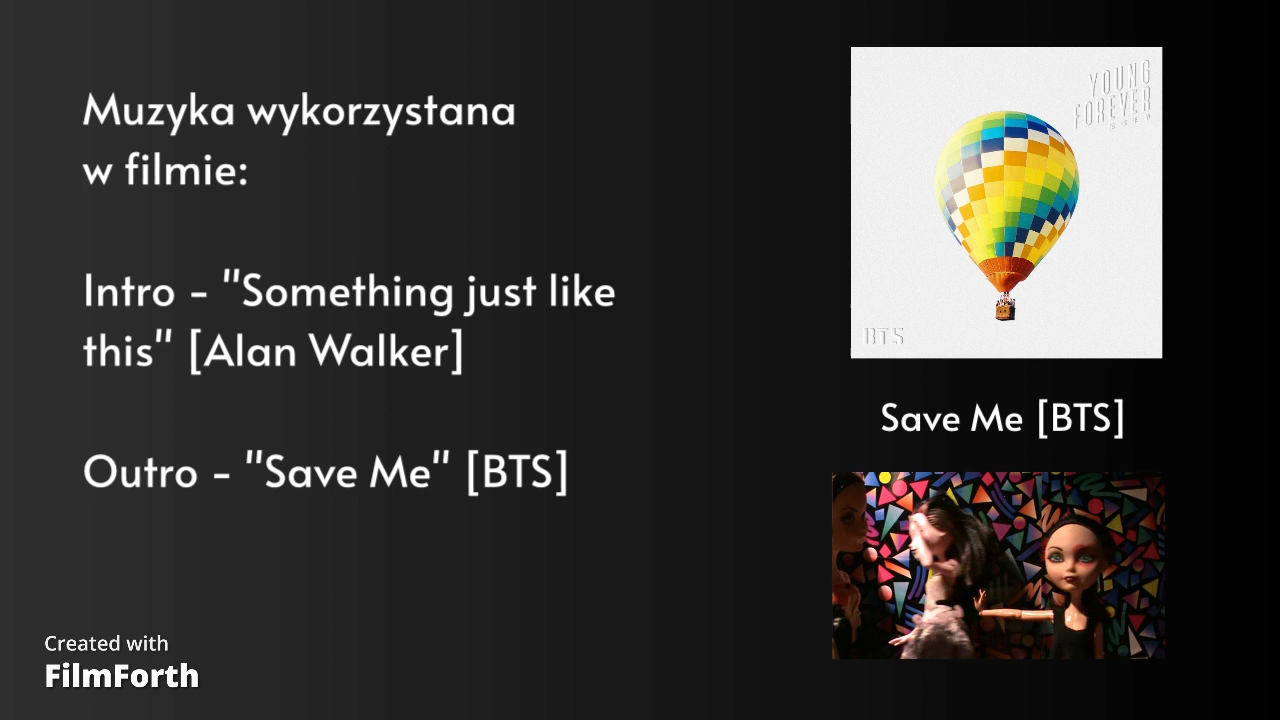 Muzyka wykorzystana
w filmie:
Intro - "Something just like
this" [Alan Walker]
Outro - "Save Me" [BTS]
YOUNG
FOREVER
BTS
Save Me [BTS]
Created with
FilmForth